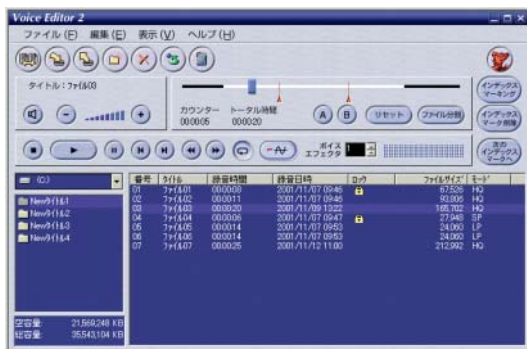 Voice Editor 2
ファイル(F) 編集(E) 表示(V) ヘルプ(H)
タイトル:ファイル03
カウンター トータル時間
00:00:05 00:00:20
A B リセット ファイル分割
インデックス
マーキング
インデックス
マーク削除
ボイス
エフェクタ 1
次の
インデックス
マークへ
(C:)
番号 タイトル 録音時間 録音日時 ロック ファイルサイズ モード
01 ファイル01 00:00:08 2001/11/07 09:46 67,526 HQ
02 ファイル02 00:00:11 2001/11/07 09:46 93,806 HQ
03 ファイル03 00:00:20 2001/11/09 13:22 165,702 HQ
04 ファイル04 00:00:06 2001/11/07 09:47 27,948 SP
05 ファイル05 00:00:14 2001/11/07 09:53 24,060 LP
06 ファイル06 00:00:14 2001/11/07 09:53 24,060 LP
07 ファイル07 00:00:25 2001/11/12 11:00 212,992 HQ
Newタイトル1
Newタイトル2
Newタイトル3
Newタイトル4
空容量: 21,569,248 KB
総容量: 35,543,104 KB